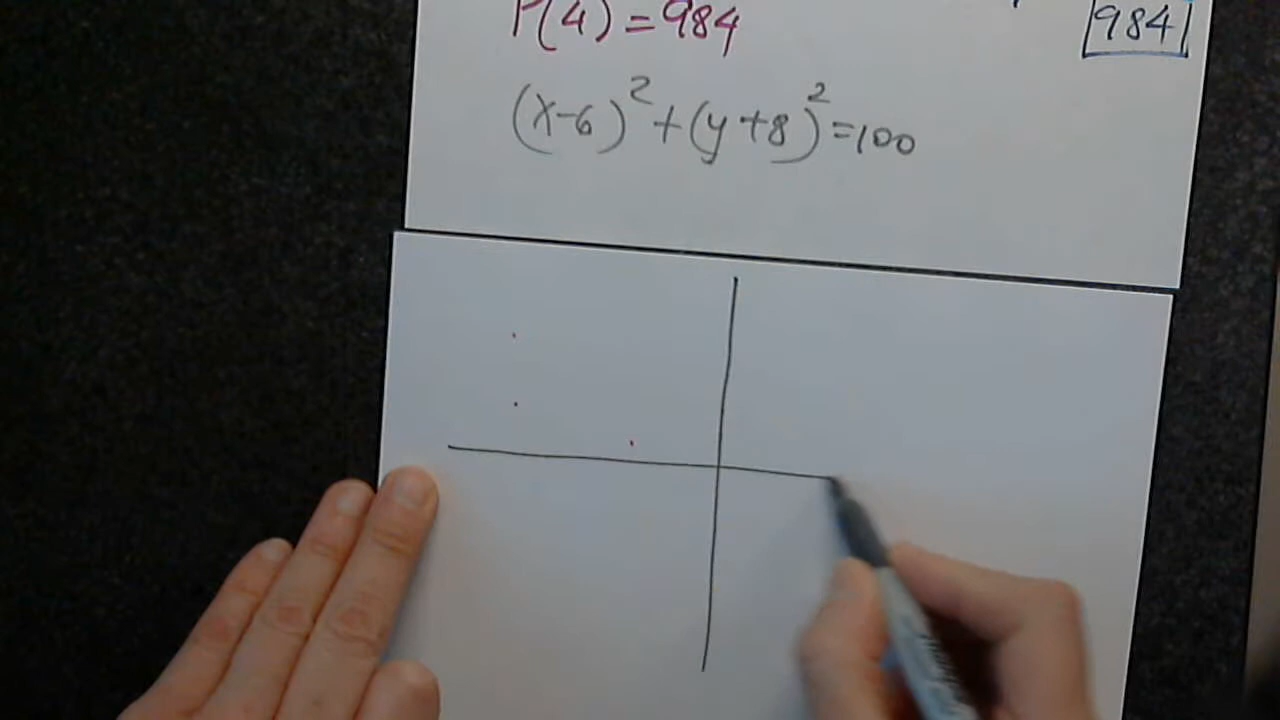 P(4) = 984
984
(x-6)² + (y+8)² = 100